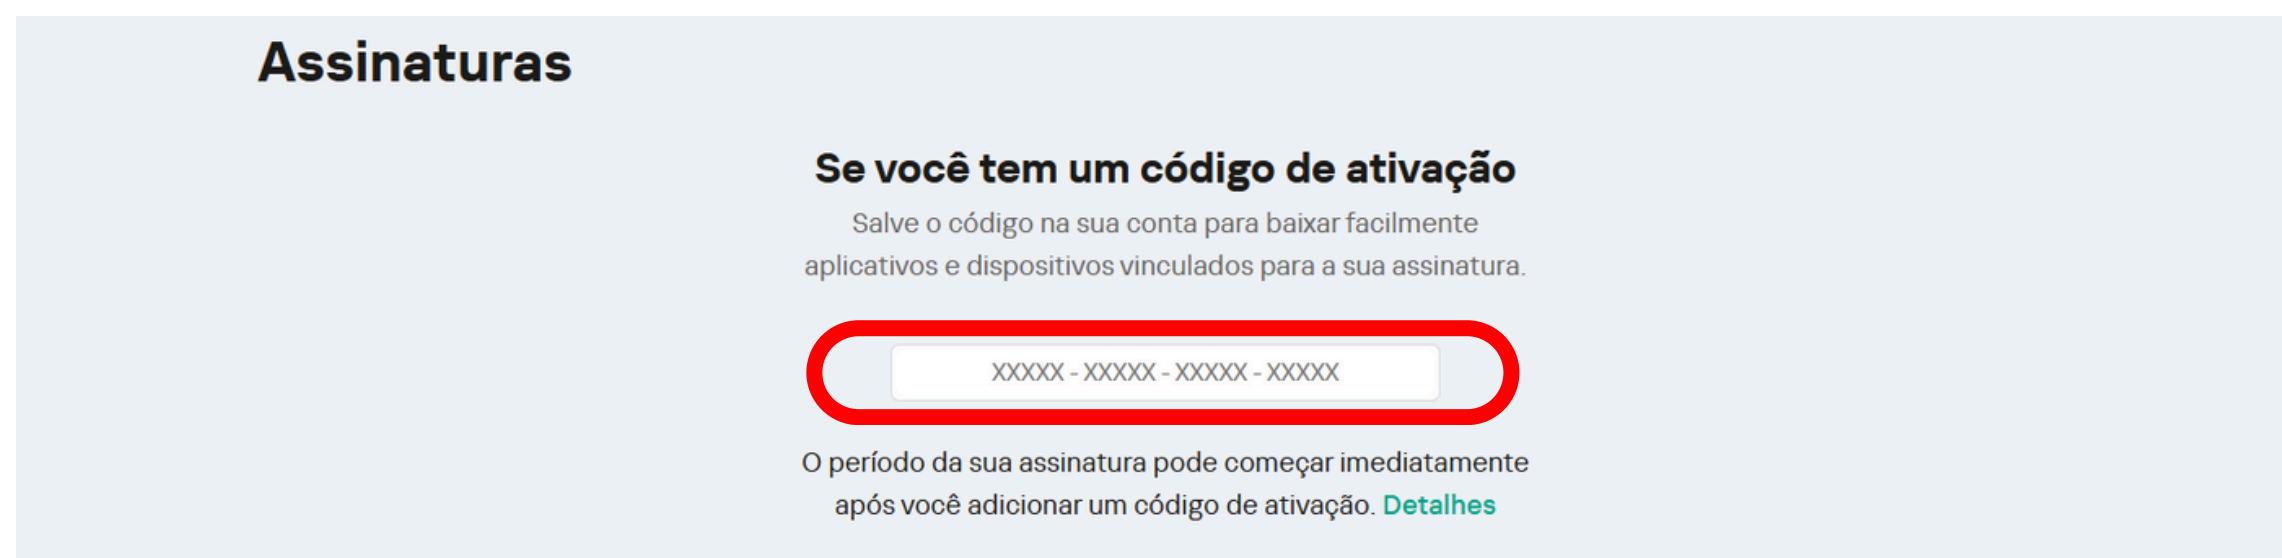 Assinaturas
Se você tem um código de ativação
Salve o código na sua conta para baixar facilmente
aplicativos e dispositivos vinculados para a sua assinatura.
XXXXX - XXXXX - XXXXX - XXXXX
O período da sua assinatura pode começar imediatamente
após você adicionar um código de ativação. Detalhes